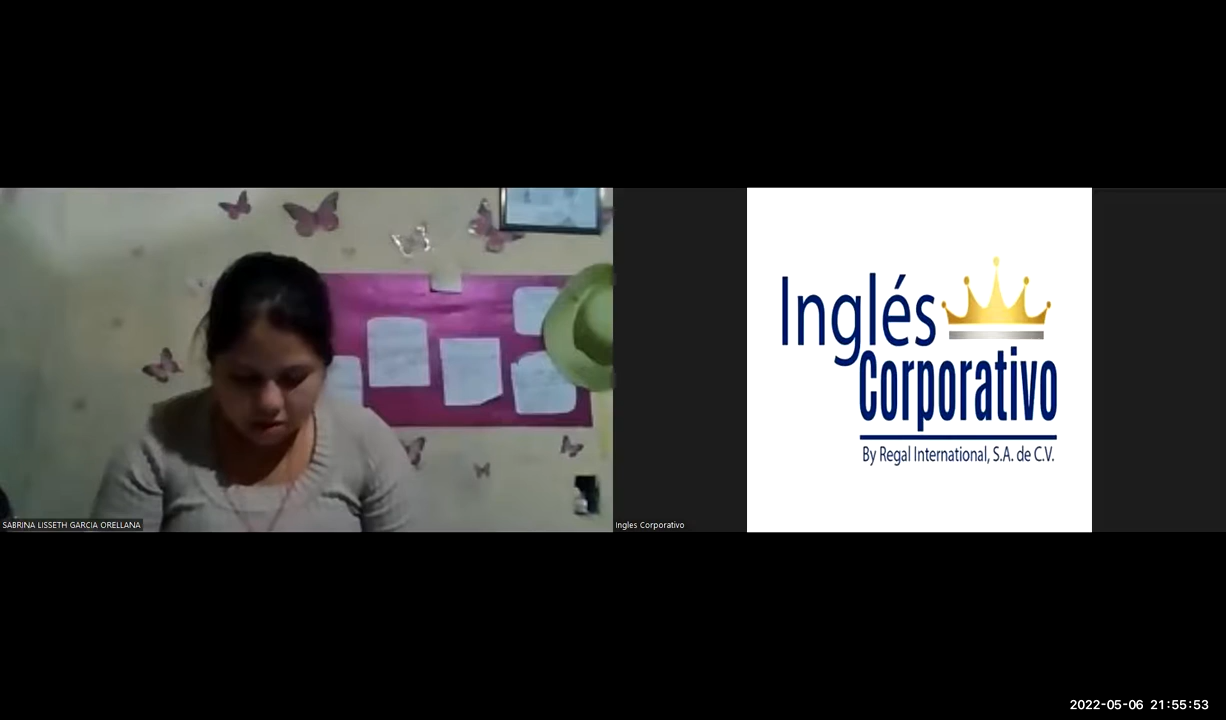 SABRINA LISSETH GARCIA ORELLANA
Inglés
Corporativo
By Regal International, S.A. de C.V.
Ingles Corporativo
2022-05-06 21:55:53